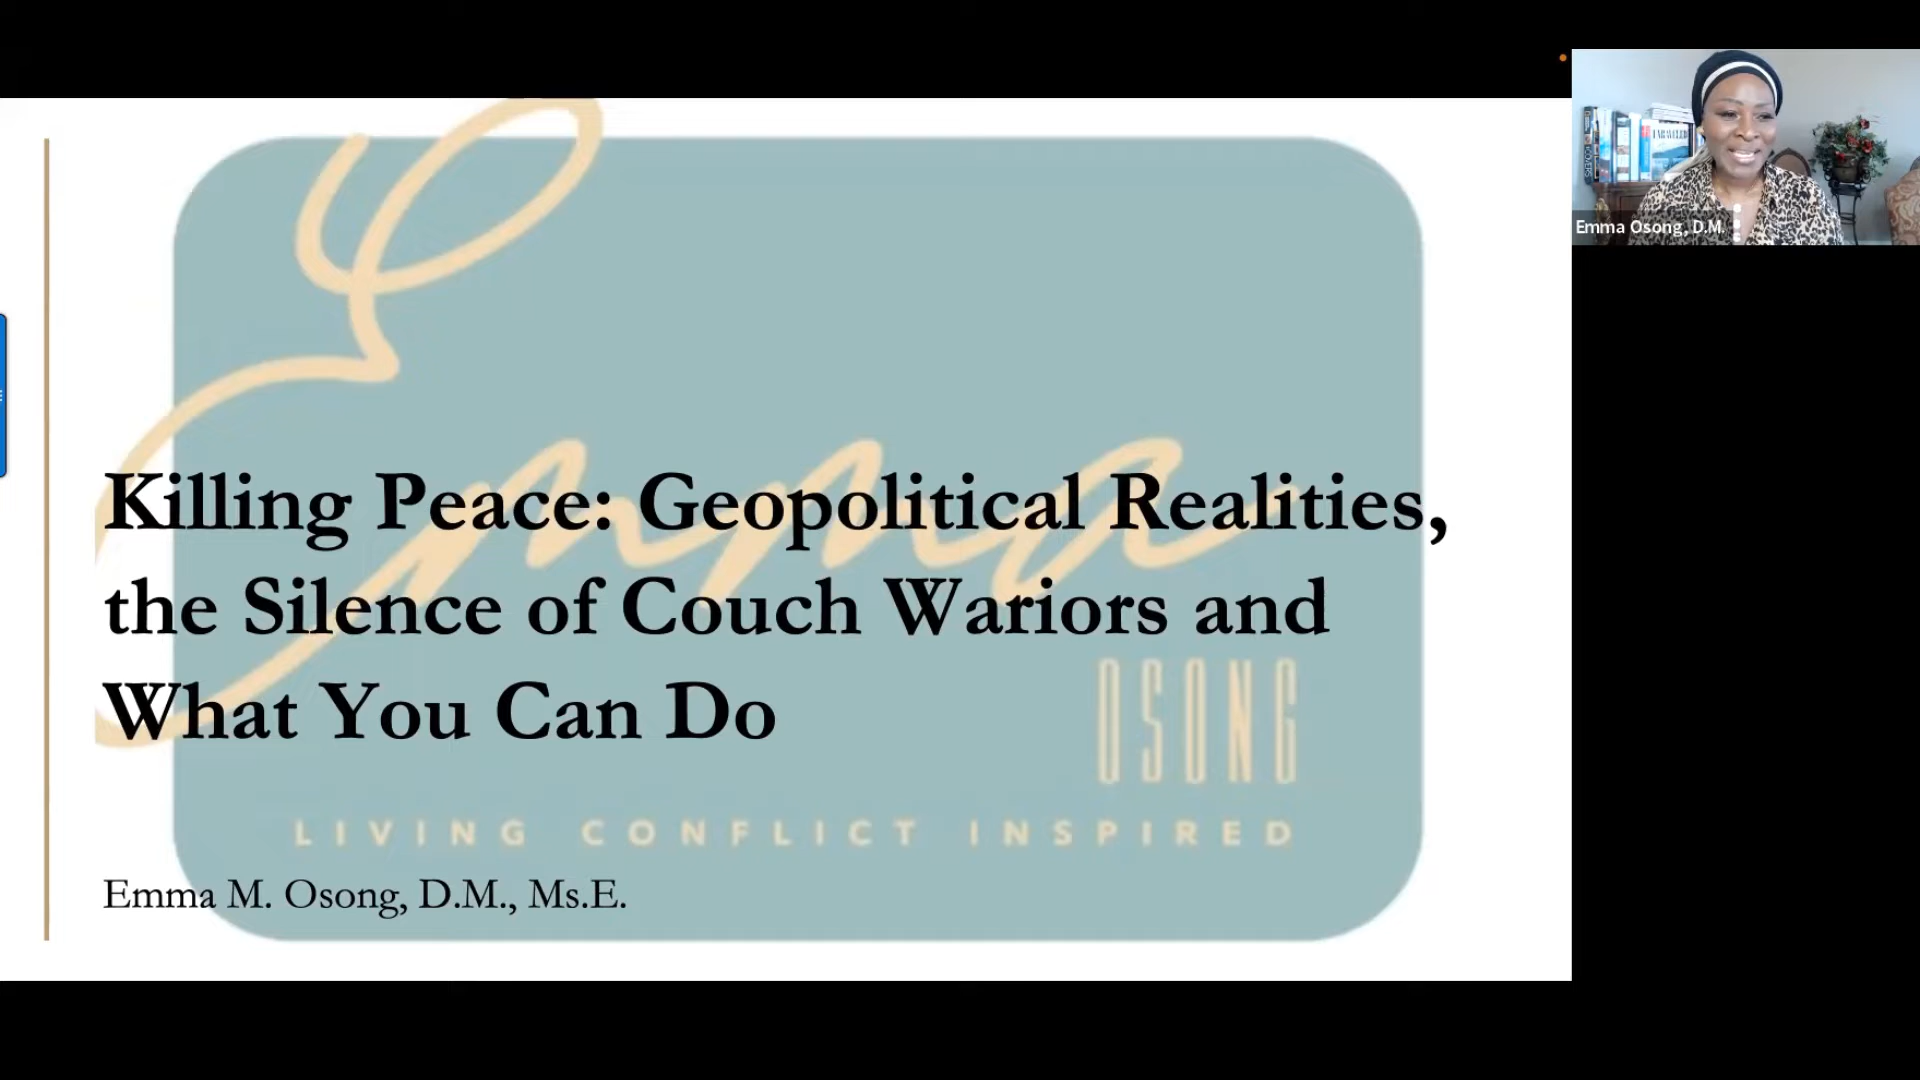 Emma
Killing Peace: Geopolitical Realities,
the Silence of Couch Wariors and
What You Can Do
OSONG
LIVING CONFLICT INSPIRED
Emma M. Osong, D.M., Ms.E.
Emma Osong, D.M.